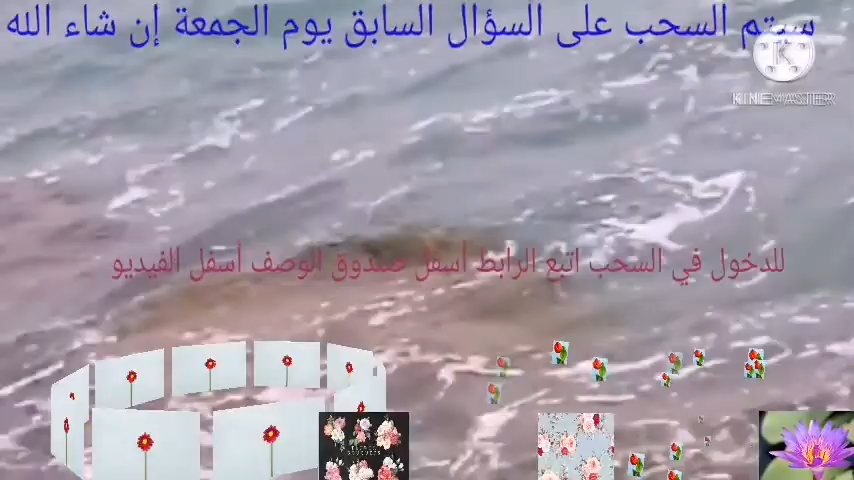 سيتم السحب على السؤال السابق يوم الجمعة إن شاء الله
KINEMASTER
للدخول في السحب اتبع الرابط أسفل صندوق الوصف أسفل الفيديو